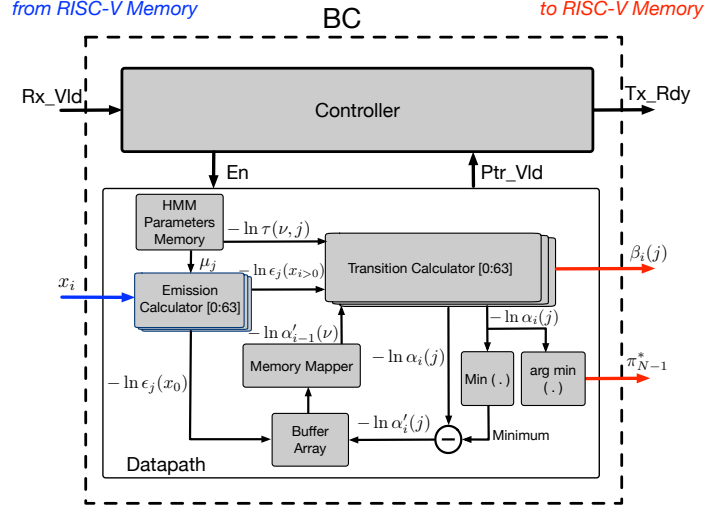 from RISC-V Memory
BC
to RISC-V Memory
Rx_Vld
Controller
Tx_Rdy
En
Ptr_Vld
HMM
Parameters
Memory
− ln τ(ν, j)
μ_j
Transition Calculator [0:63]
β_i(j)
x_i
Emission
Calculator [0:63]
− ln ϵ_j(x_{i>0})
− ln α′_{i−1}(ν)
− ln α_i(j)
− ln α_i(j)
− ln ϵ_j(x_0)
Memory Mapper
Min ( . )
arg min
( . )
π*_{N−1}
Buffer
Array
− ln α′_i(j)
−
Minimum
Datapath